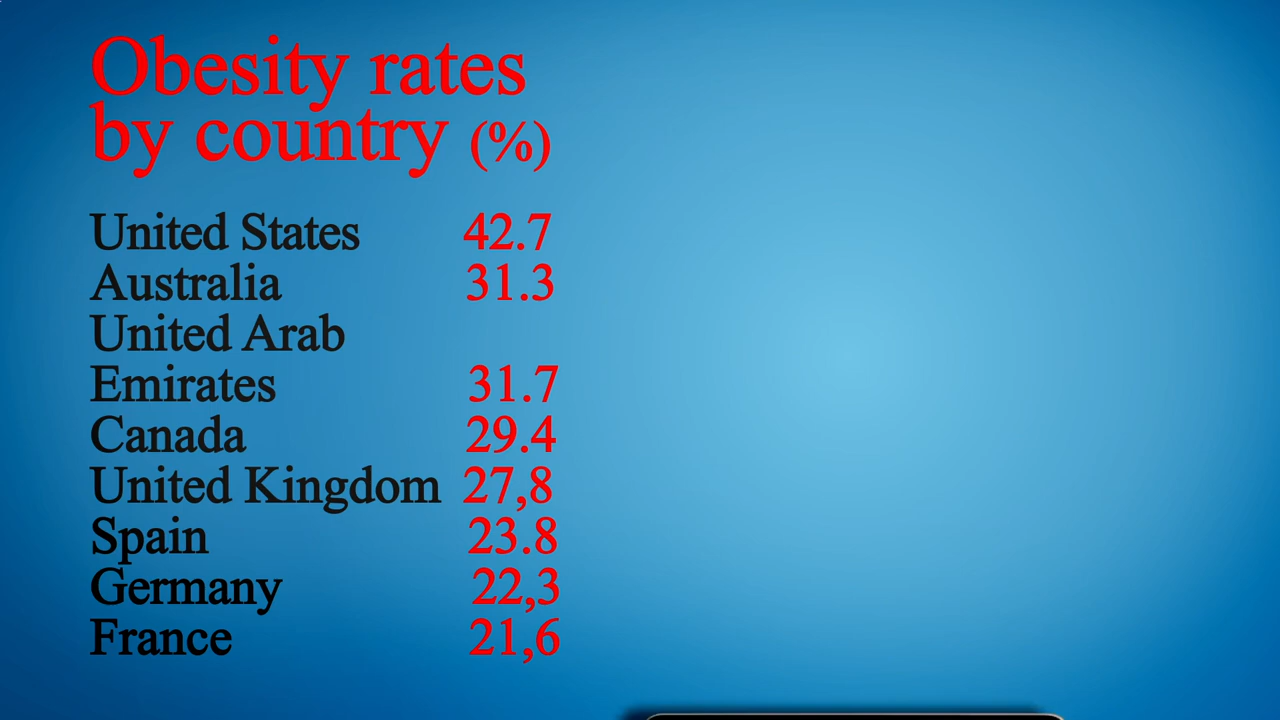 Obesity rates
by country (%)
United States 42.7
Australia 31.3
United Arab
Emirates 31.7
Canada 29.4
United Kingdom 27,8
Spain 23.8
Germany 22,3
France 21,6